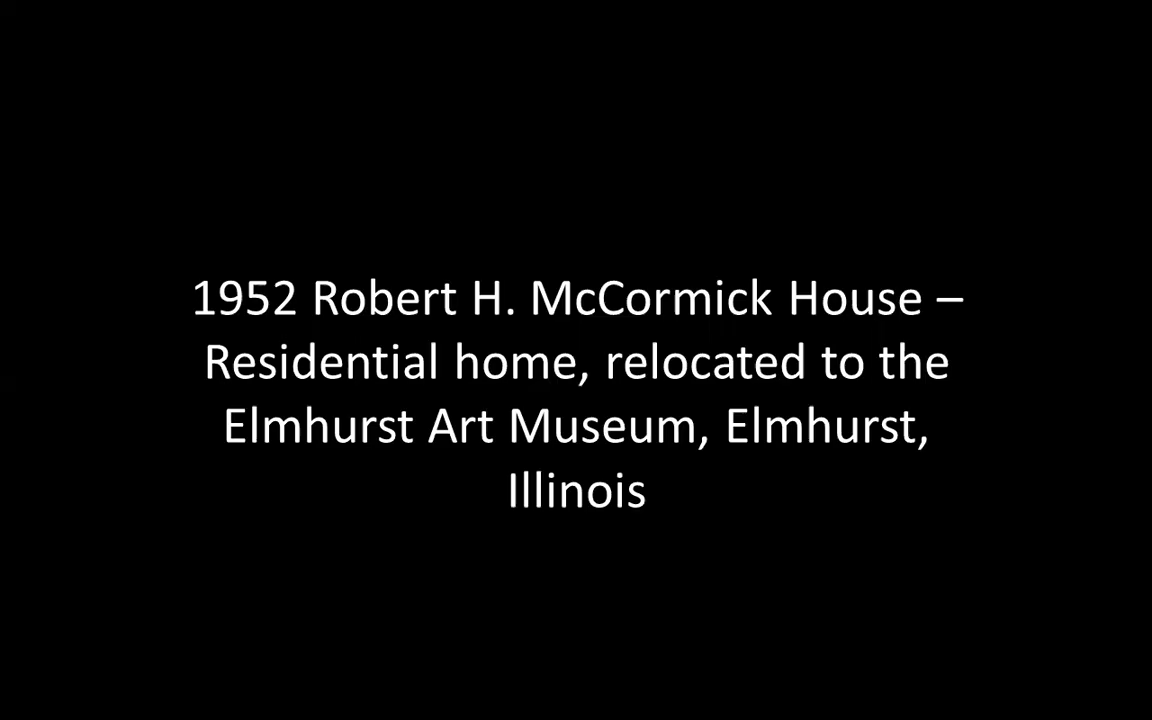 1952 Robert H. McCormick House –
Residential home, relocated to the
Elmhurst Art Museum, Elmhurst,
Illinois